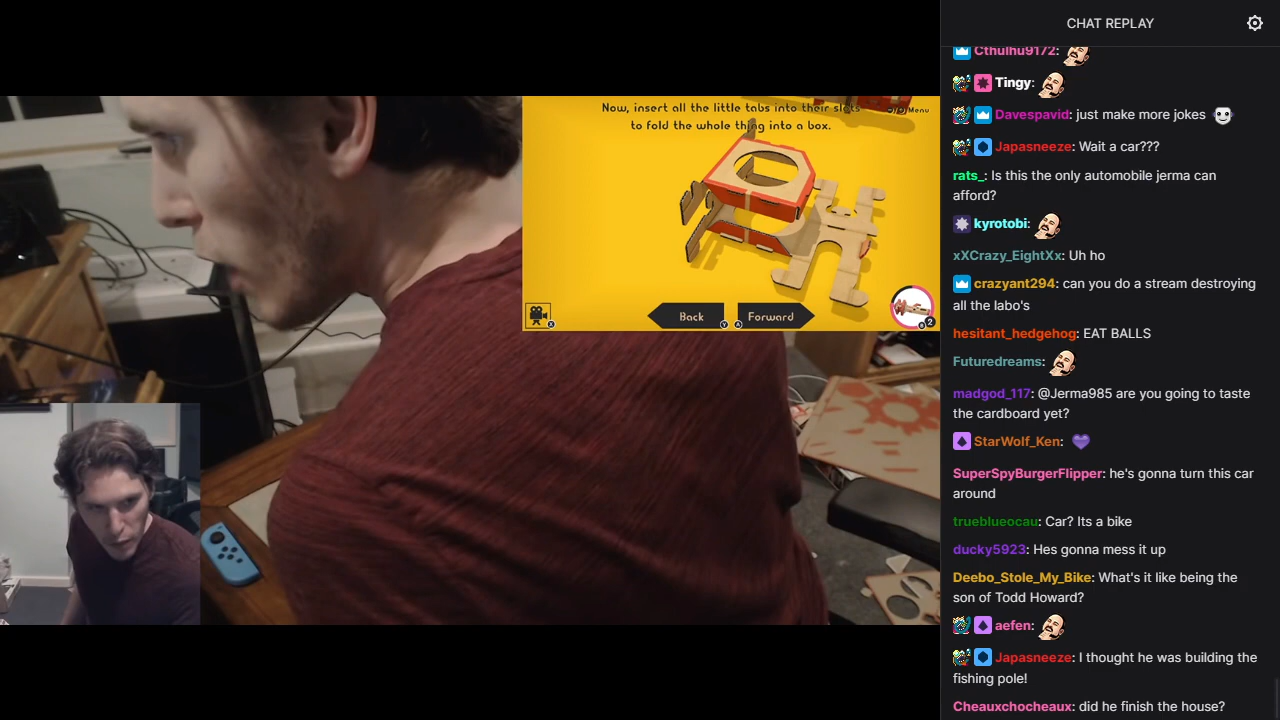 CHAT REPLAY
Cthulhu9172:
Tingy:
Davespavid: just make more jokes
Japasneeze: Wait a car???
rats_: Is this the only automobile jerma can
afford?
kyrotobi:
xXCrazy_EightXx: Uh ho
crazyant294: can you do a stream destroying
all the labo's
hesitant_hedgehog: EAT BALLS
Futuredreams:
madgod_117: @Jerma985 are you going to taste
the cardboard yet?
StarWolf_Ken:
SuperSpyBurgerFlipper: he's gonna turn this car
around
trueblueocau: Car? Its a bike
ducky5923: Hes gonna mess it up
Deebo_Stole_My_Bike: What's it like being the
son of Todd Howard?
aefen:
Japasneeze: I thought he was building the
fishing pole!
Cheauxchocheaux: did he finish the house?
Now, insert all the little tabs into their slots
to fold the whole thing into a box.
Menu
Back
Y
A
Forward
X
2